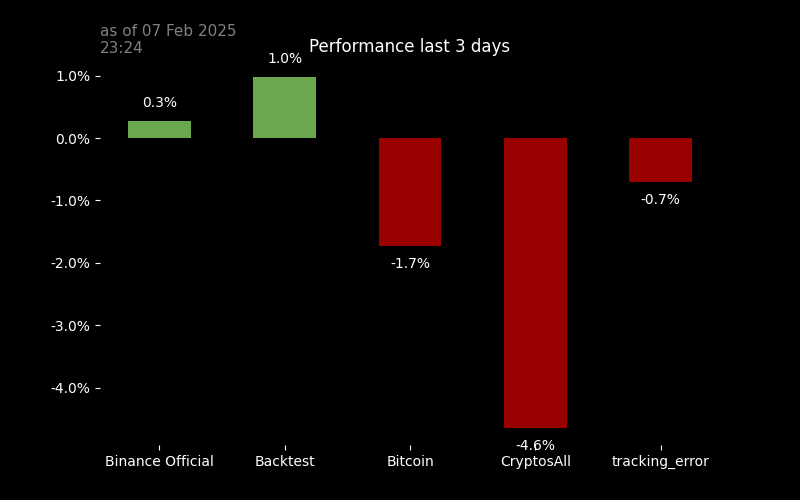 as of 07 Feb 2025
23:24
Performance last 3 days
1.0%
0.0%
-1.0%
-2.0%
-3.0%
-4.0%
0.3%
1.0%
-1.7%
-4.6%
-0.7%
Binance Official
Backtest
Bitcoin
CryptosAll
tracking_error